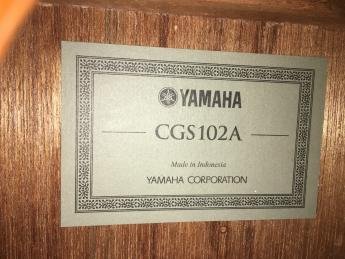 YAMAHA
CGS102A
Made in Indonesia
YAMAHA CORPORATION